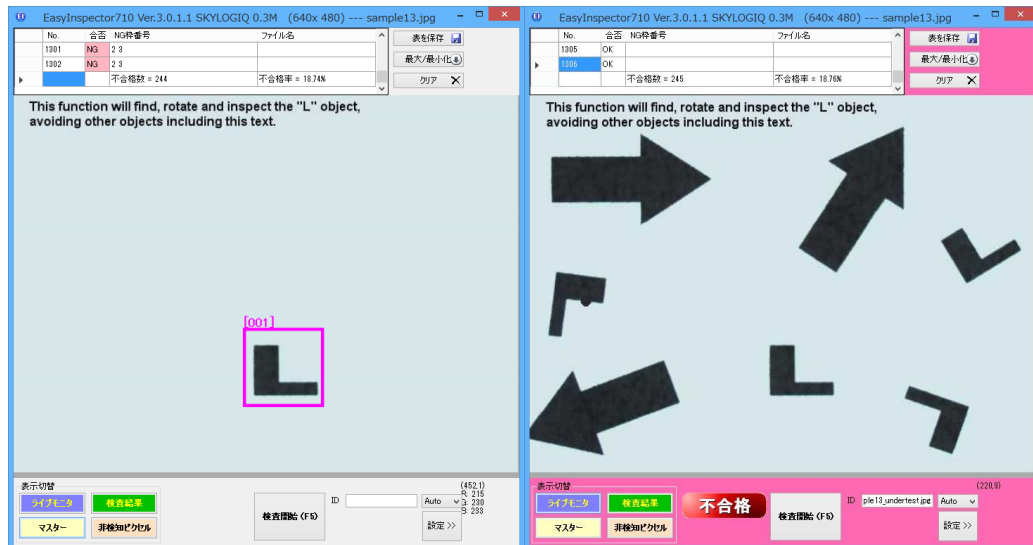 EasyInspector710 Ver.3.0.1.1 SKYLOGIQ 0.3M (640x 480) --- sample13.jpg
No. 合否 NG枠番号 ファイル名
1301 NG 2 3
1302 NG 2 3
不合格数 = 244 不合格率 = 18.74%
表を保存
最大/最小化
クリア
This function will find, rotate and inspect the "L" object,
avoiding other objects including this text.
[001]
表示切替
ライブモニタ 検査結果
マスター 非検知ピクセル
検査開始 (F5)
ID
Auto
(452,1)
R: 215
G: 230
B: 233
設定 >>
EasyInspector710 Ver.3.0.1.1 SKYLOGIQ 0.3M (640x 480) --- sample13.jpg
No. 合否 NG枠番号 ファイル名
1305 OK
1306 OK
不合格数 = 245 不合格率 = 18.76%
表を保存
最大/最小化
クリア
This function will find, rotate and inspect the "L" object,
avoiding other objects including this text.
表示切替
ライブモニタ 検査結果
マスター 非検知ピクセル
不合格
検査開始 (F5)
ID ple13_undertest.jpg Auto
(220,9)
設定 >>